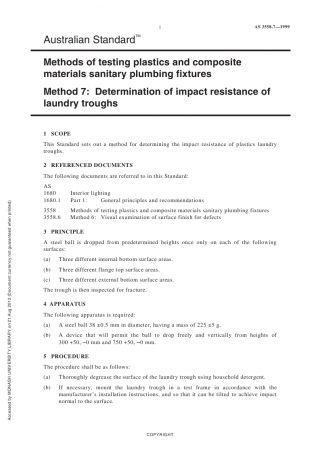 1
AS 3558.7—1999
Australian Standard™
Methods of testing plastics and composite
materials sanitary plumbing fixtures
Method 7: Determination of impact resistance of
laundry troughs
1 SCOPE
This Standard sets out a method for determining the impact resistance of plastics laundry
troughs.
2 REFERENCED DOCUMENTS
The following documents are referred to in this Standard:
AS
1680 Interior lighting
1680.1 Part 1: General principles and recommendations
3558 Methods of testing plastics and composite materials sanitary plumbing fixtures
3558.6 Method 6: Visual examination of surface finish for defects
3 PRINCIPLE
A steel ball is dropped from predetermined heights once only on each of the following
surfaces:
(a) Three different internal bottom surface areas.
(b) Three different flange top surface areas.
(c) Three different external bottom surface areas.
The trough is then inspected for fracture.
4 APPARATUS
The following apparatus is required:
(a) A steel ball 38 ±0.5 mm in diameter, having a mass of 225 ±5 g.
(b) A device that will permit the ball to drop freely and vertically from heights of
300 +50, −0 mm and 750 +50, −0 mm.
5 PROCEDURE
The procedure shall be as follows:
(a) Thoroughly degrease the surface of the laundry trough using household detergent.
(b) If necessary, mount the laundry trough in a test frame in accordance with the
manufacturer's installation instructions, and so that it can be tilted to achieve impact
normal to the surface.
COPYRIGHT
Accessed by MONASH UNIVERSITY LIBRARY on 21 Aug 2013 (Document currency not guaranteed when printed)